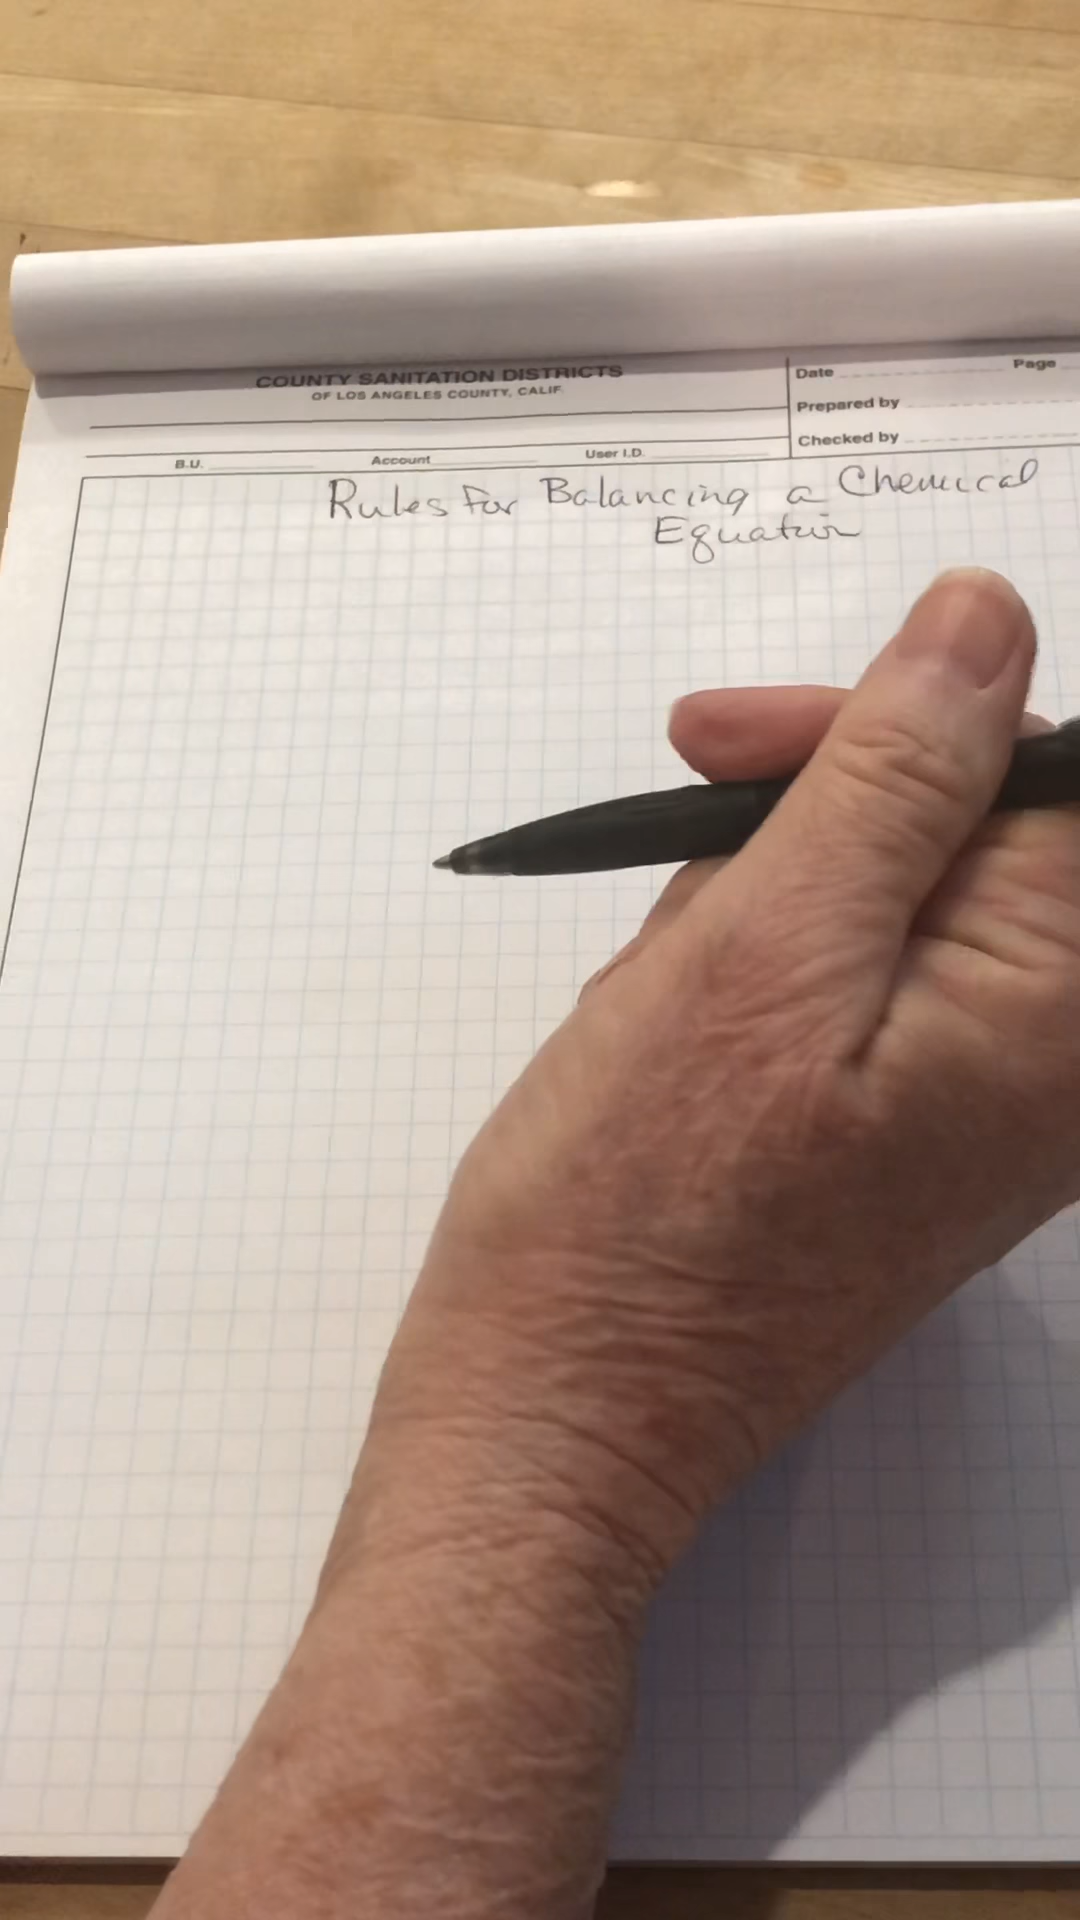 COUNTY SANITATION DISTRICTS
OF LOS ANGELES COUNTY, CALIF.
Date
Page
Prepared by
Checked by
B.U.
Account
User I.D.
Rules for Balancing a Chemical
Equation